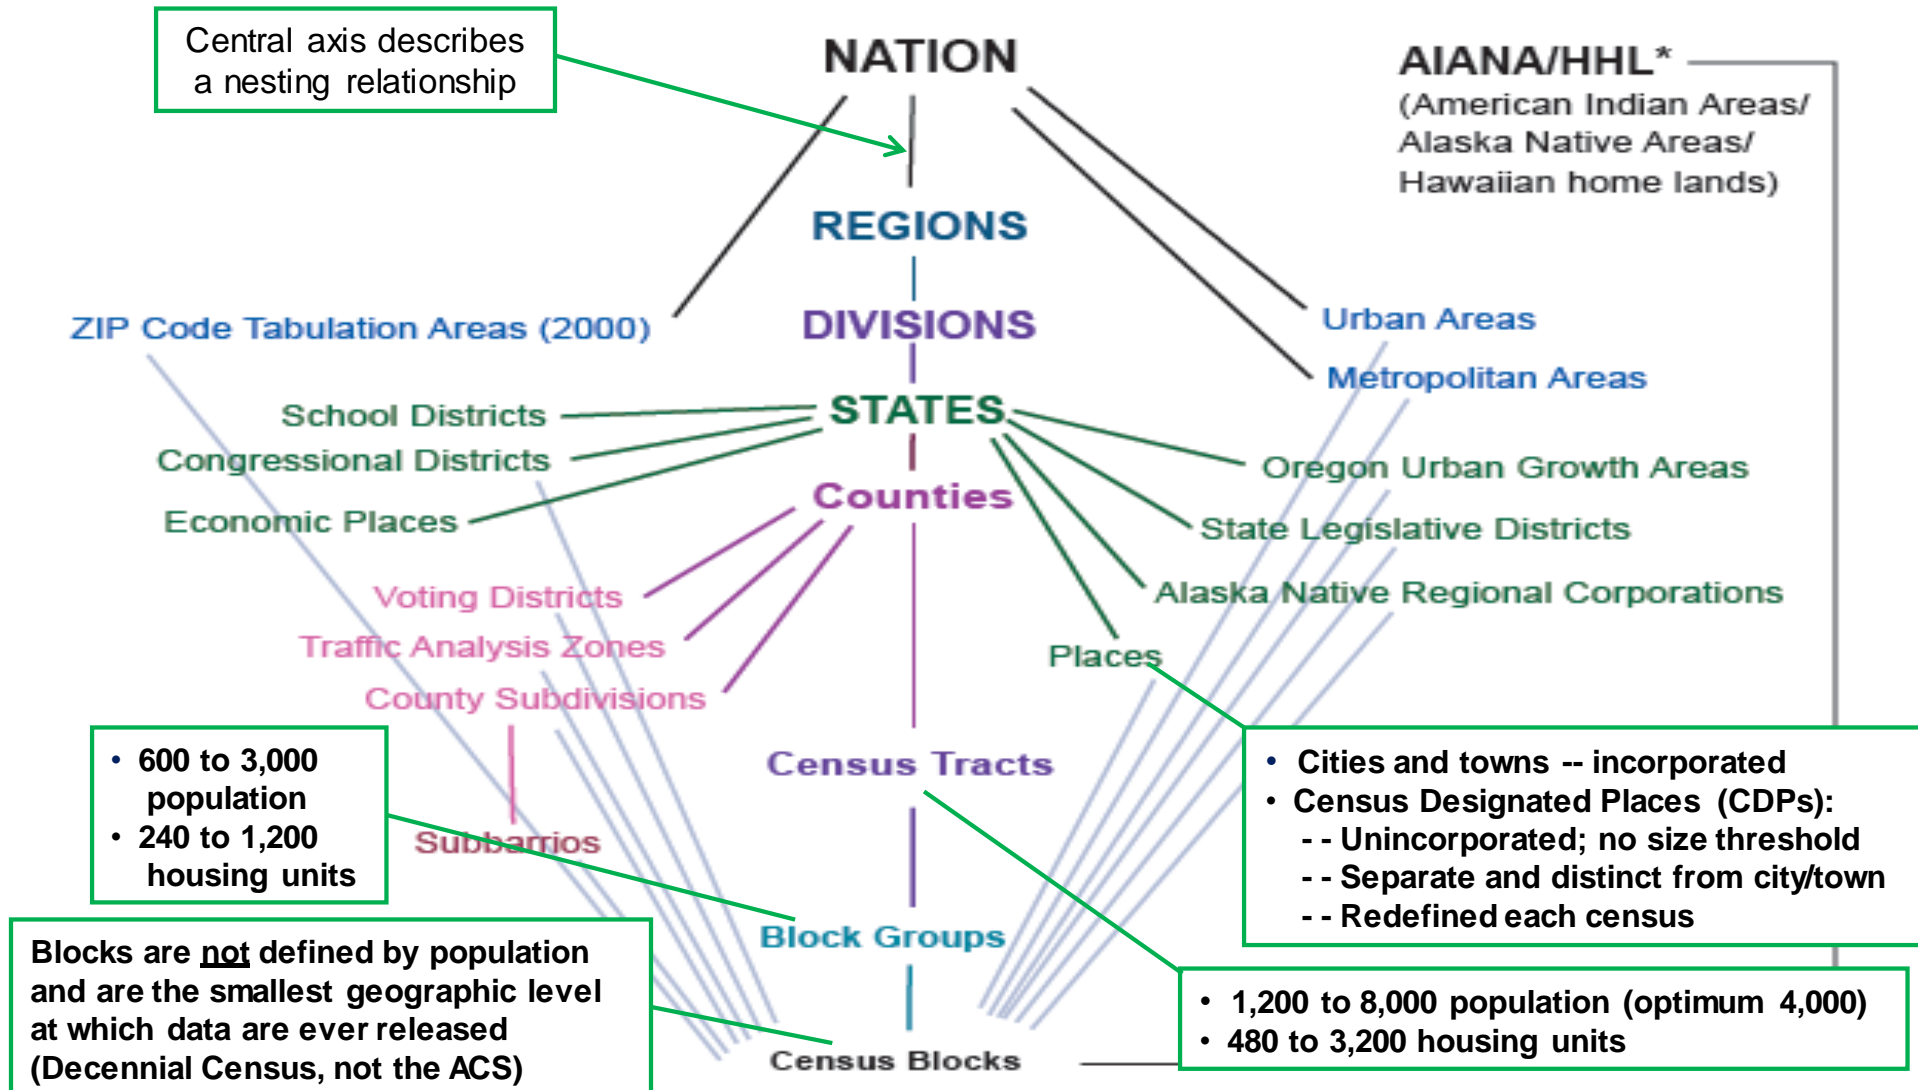 Central axis describes
a nesting relationship
NATION
AIANA/HHL*
(American Indian Areas/
Alaska Native Areas/
Hawaiian home lands)
REGIONS
ZIP Code Tabulation Areas (2000)
DIVISIONS
Urban Areas
Metropolitan Areas
School Districts
STATES
Congressional Districts
Oregon Urban Growth Areas
Economic Places
Counties
State Legislative Districts
Voting Districts
Alaska Native Regional Corporations
Traffic Analysis Zones
Places
County Subdivisions
• 600 to 3,000
population
• 240 to 1,200
housing units
Census Tracts
• Cities and towns -- incorporated
• Census Designated Places (CDPs):
- - Unincorporated; no size threshold
- - Separate and distinct from city/town
- - Redefined each census
Subbarrios
Block Groups
Blocks are not defined by population
and are the smallest geographic level
at which data are ever released
(Decennial Census, not the ACS)
• 1,200 to 8,000 population (optimum 4,000)
• 480 to 3,200 housing units
Census Blocks